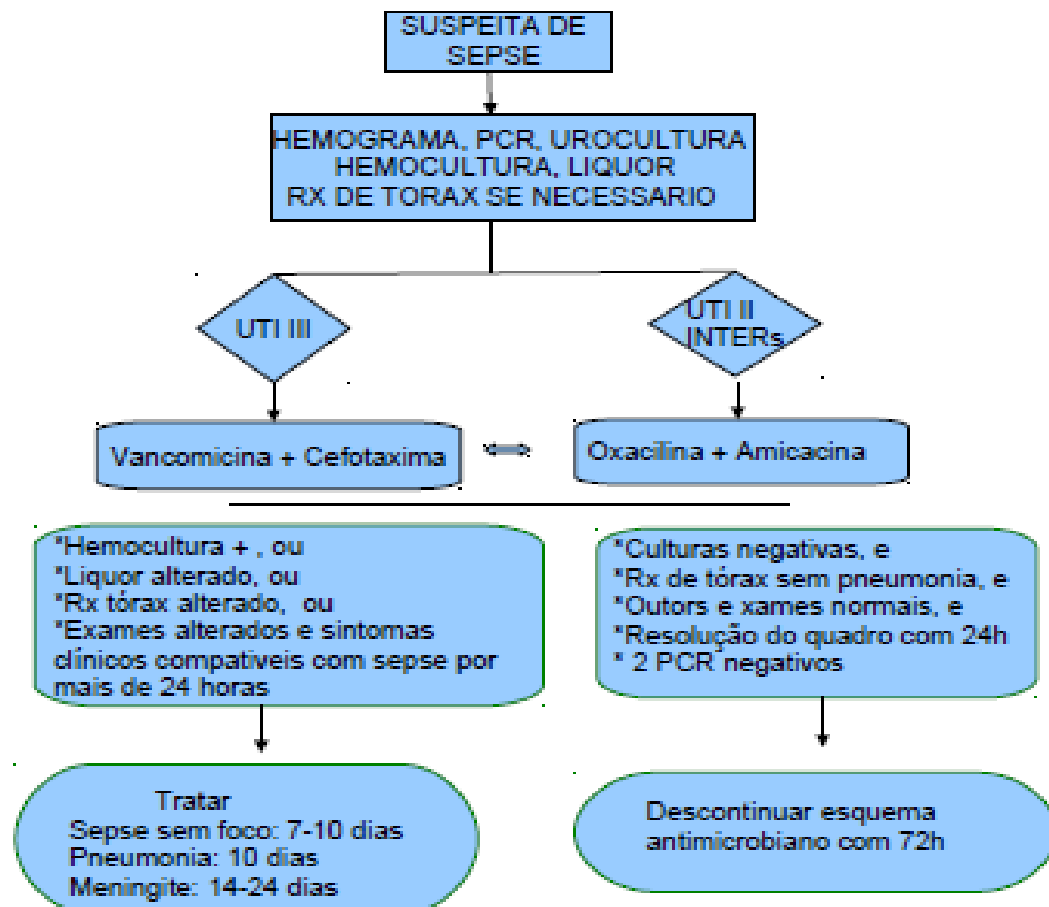 SUSPEITA DE
SEPSE
HEMOGRAMA, PCR, UROCULTURA
HEMOCULTURA, LIQUOR
RX DE TORAX SE NECESSARIO
UTI III
UTI II
INTERs
Vancomicina + Cefotaxima
Oxacilina + Amicacina
*Hemocultura + , ou
*Liquor alterado, ou
*Rx tórax alterado, ou
*Exames alterados e sintomas
clínicos compativeis com sepse por
mais de 24 horas
*Culturas negativas, e
*Rx de tórax sem pneumonia, e
*Outors e xames normais, e
*Resolução do quadro com 24h
* 2 PCR negativos
Tratar
Sepse sem foco: 7-10 dias
Pneumonia: 10 dias
Meningite: 14-24 dias
Descontinuar esquema
antimicrobiano com 72h